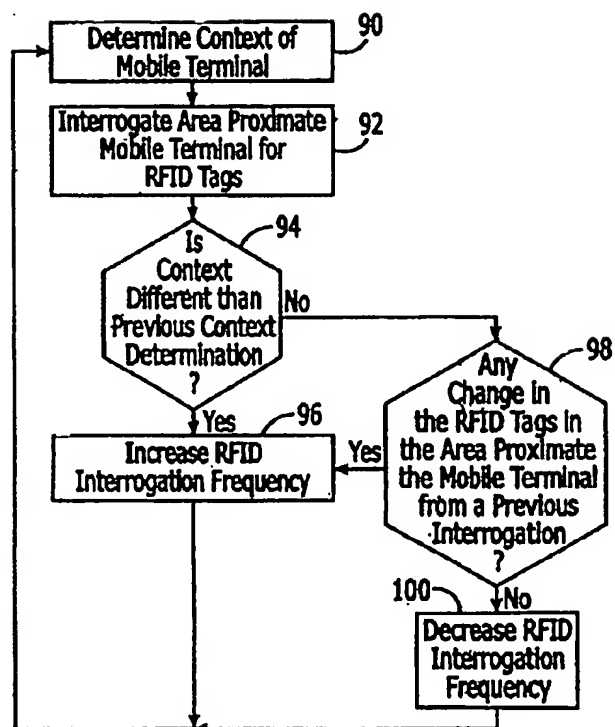 90
Determine Context of
Mobile Terminal
92
Interrogate Area Proximate
Mobile Terminal for
RFID Tags
94
Is
Context
Different than
Previous Context
Determination
?
No
98
Any
Change in
the RFID Tags in
the Area Proximate
the Mobile Terminal
from a Previous
Interrogation
?
Yes
96
Increase RFID
Interrogation Frequency
Yes
100
No
Decrease RFID
Interrogation
Frequency